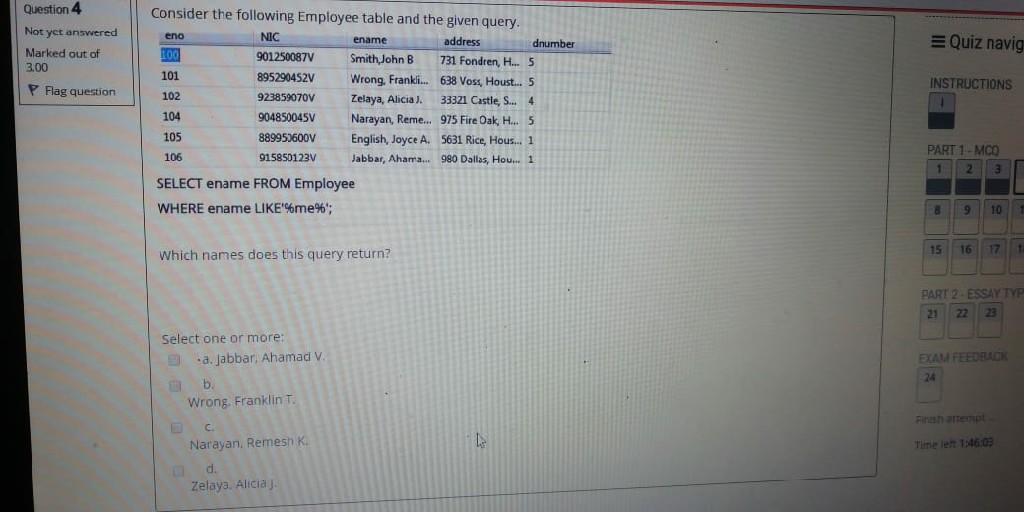 Question 4
Not yet answered
Marked out of
3.00
Flag question
Consider the following Employee table and the given query.
eno NIC ename address dnumber
100 901250087V Smith,John B 731 Fondren, H... 5
101 895290452V Wrong, Frankli... 638 Voss, Houst... 5
102 923859070V Zelaya, Alicia J. 33321 Castle, S... 4
104 904850045V Narayan, Reme... 975 Fire Oak, H... 5
105 889950600V English, Joyce A. 5631 Rice, Hous... 1
106 915850123V Jabbar, Ahama... 980 Dallas, Hou... 1
SELECT ename FROM Employee
WHERE ename LIKE'%me%';
Which names does this query return?
Select one or more:
a. Jabbar, Ahamad V.
b.
Wrong, Franklin T.
c.
Narayan, Remesh K.
d.
Zelaya, Alicia J.
Quiz navig
INSTRUCTIONS
i
PART 1 - MCQ
1 2 3
8 9 10 1
15 16 17 1
PART 2 - ESSAY TYP
21 22 23
EXAM FEEDBACK
24
Finish attempt ...
Time left 1:46:03